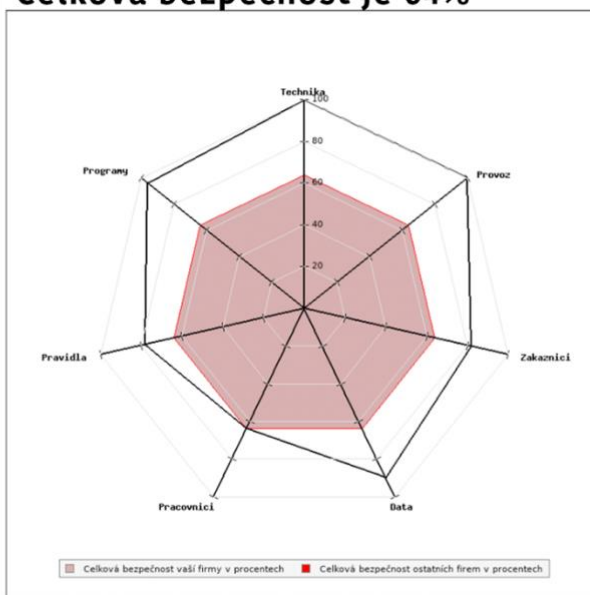 Celková bezpečnost je 64%
Technika
100
80
60
40
20
Programy
Provoz
Pravidla
Zakaznici
Pracovnici
Data
Celková bezpečnost vaší firmy v procentech
Celková bezpečnost ostatních firem v procentech